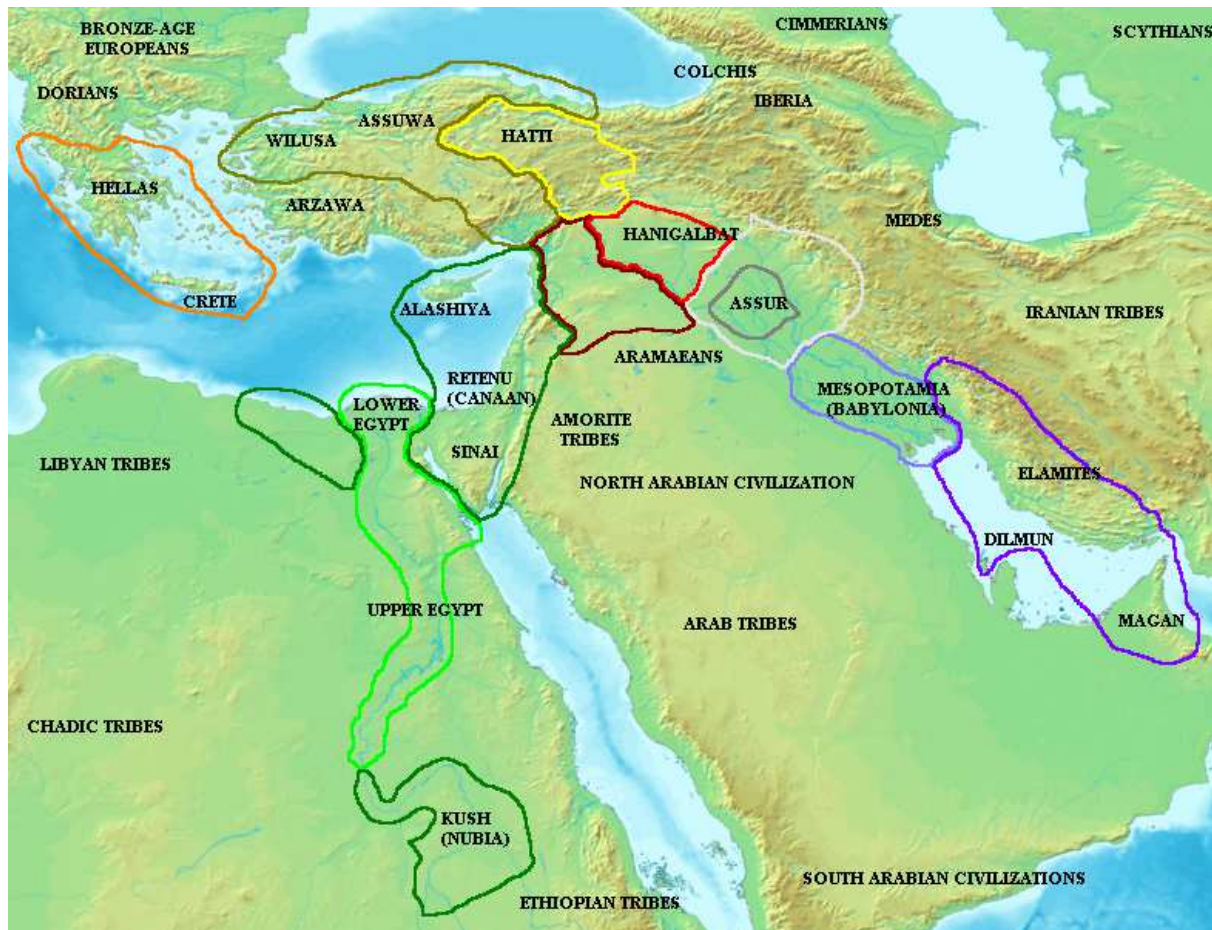 BRONZE-AGE
EUROPEANS
CIMMERIANS
SCYTHIANS
COLCHIS
DORIANS
IBERIA
ASSUWA
WILUSA
HATTI
HELLAS
ARZAWA
MEDES
HANIGALBAT
CRETE
ALASHIYA
ASSUR
IRANIAN TRIBES
ARAMAEANS
RETENU
(CANAAN)
MESOPOTAMIA
(BABYLONIA)
LOWER
EGYPT
AMORITE
TRIBES
SINAI
LIBYAN TRIBES
ELAMITES
NORTH ARABIAN CIVILIZATION
DILMUN
UPPER EGYPT
ARAB TRIBES
MAGAN
CHADIC TRIBES
KUSH
(NUBIA)
SOUTH ARABIAN CIVILIZATIONS
ETHIOPIAN TRIBES